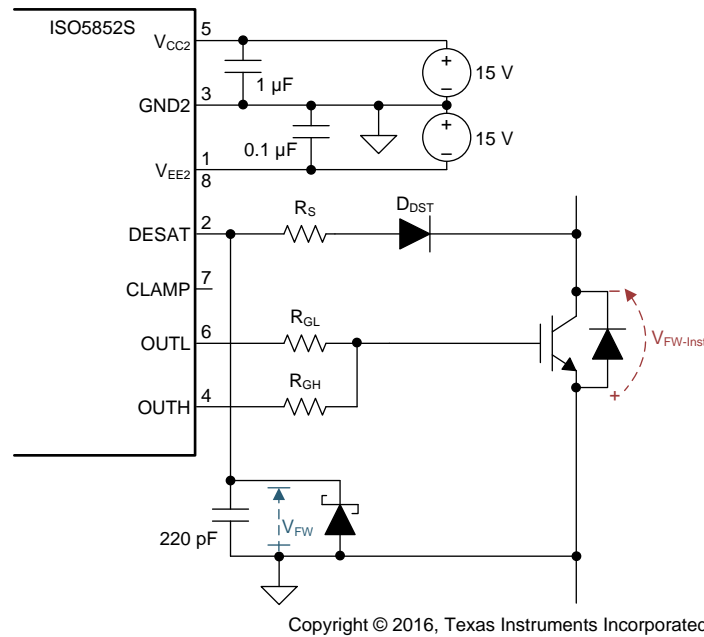 ISO5852S
VCC2
5
15 V
1 µF
GND2
3
0.1 µF
15 V
VEE2
1
8
DESAT
2
RS
DDST
CLAMP
7
OUTL
6
RGL
VFW-Inst
OUTH
4
RGH
220 pF
VFW
Copyright © 2016, Texas Instruments Incorporated